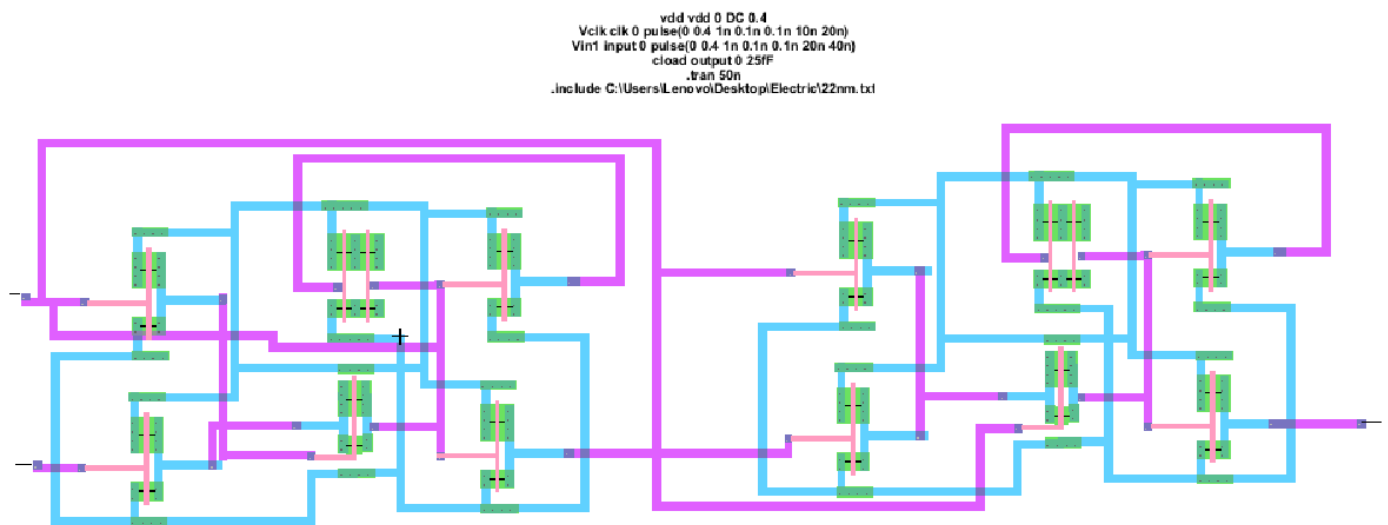 vdd vdd 0 DC 0.4
Vclk clk 0 pulse(0 0.4 1n 0.1n 0.1n 10n 20n)
Vin1 input 0 pulse(0 0.4 1n 0.1n 0.1n 20n 40n)
cload output 0 25fF
.tran 50n
.include C:\Users\Lenovo\Desktop\Electric\22nm.txt